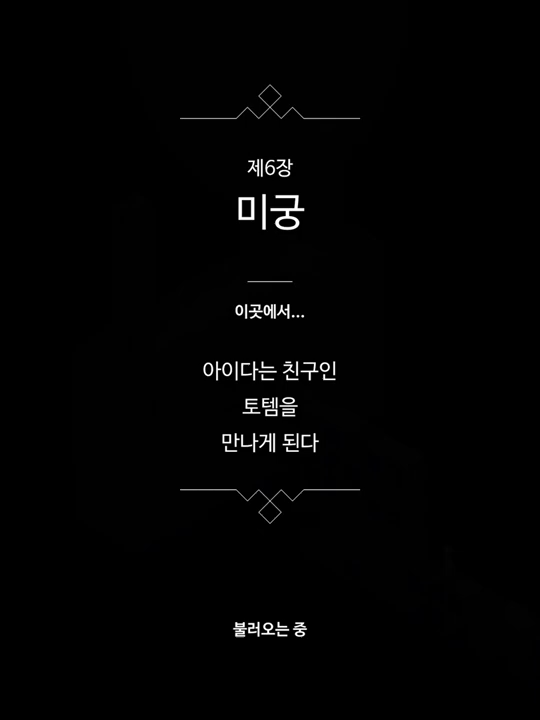 제6장
미궁
이곳에서...
아이다는 친구인
토템을
만나게 된다
불러오는 중